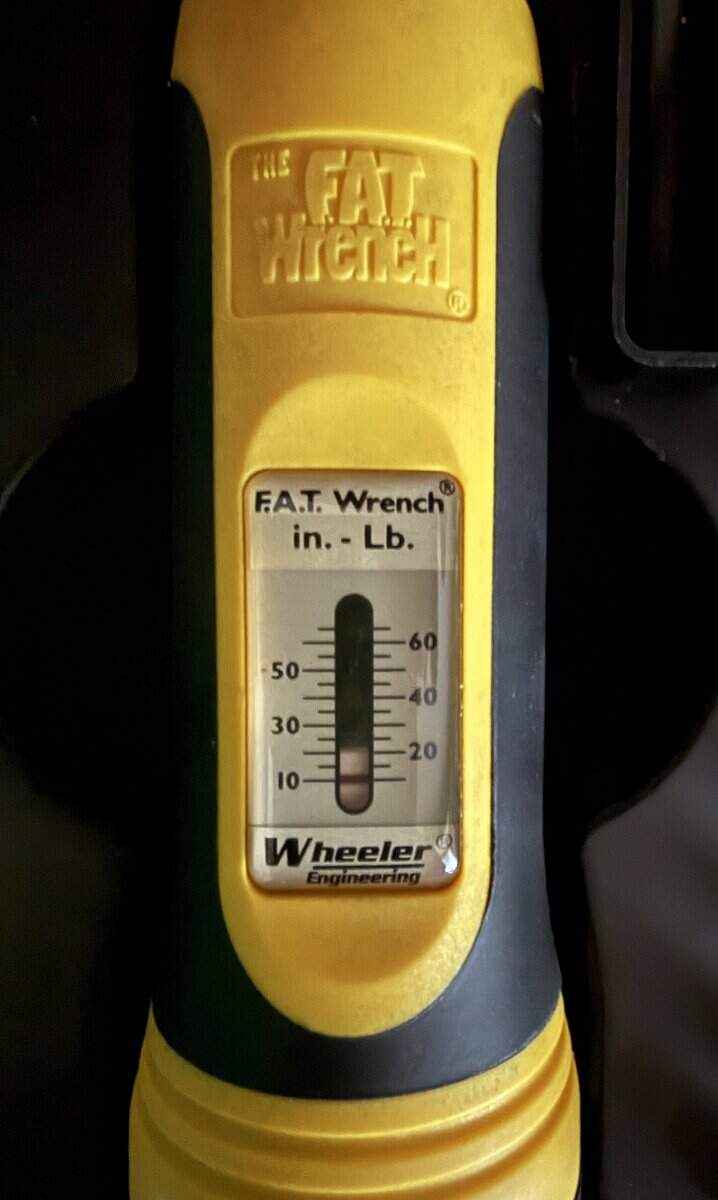 THE
F.A.T.
WrencH
®
F.A.T. Wrench®
in. - Lb.
60
50
40
30
20
10
Wheeler®
Engineering